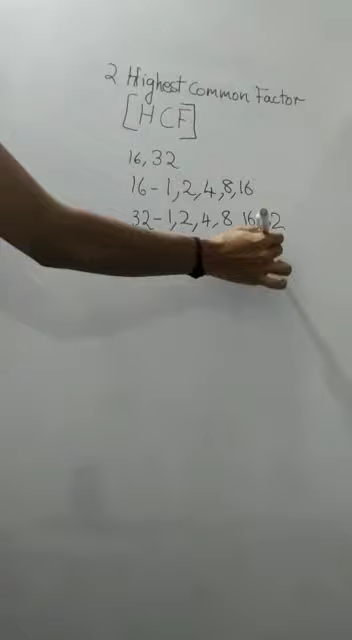 2 Highest Common Factor
[HCF]
16, 32
16 - 1, 2, 4, 8, 16
32 - 1, 2, 4, 8 16 2